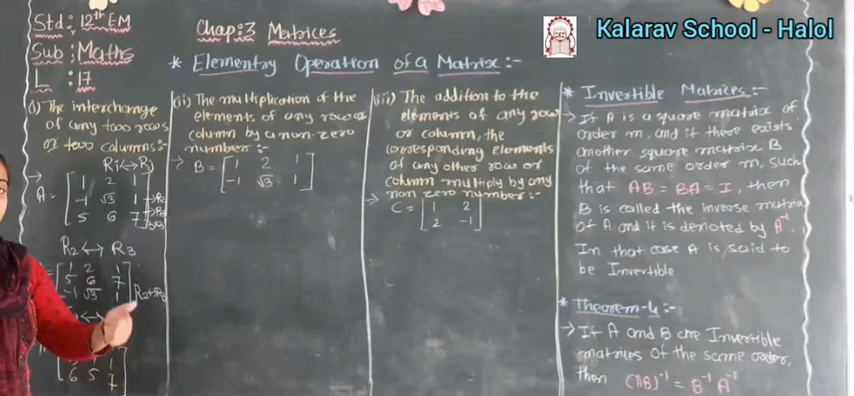 Std: 12th EM
Sub: Maths
L : 17
Chap:3 Matrices
* Elementry Operation of a Matrix:-
Kalarav School - Halol
(i) The interchange
of any two rows
or two columns:-
Ri↔Rj
→
A = [ 1 2 1
-1 √3 1
5 6 7 ]
R2 ↔ R3
= [ 1 2 1
5 6 7
-1 √3 1 ] R2↔R3
6 5 7
(ii) The multiplication of the
elements of any row or
column by a non-zero
number:-
→ B = [ 1 2 1
-1 √3 1 ]
(iii) The addition to the
elements of any row
or column, the
corresponding elements
of any other row or
column multiply by any
non zero number:-
→ C = [ 1 2
2 -1 ]
* Invertible Matrices:-
→ If A is a square matrix of
order m, and if there exists
another square matrix B
of the same order m, such
that AB = BA = I, then
B is called the inverse matrix
of A and it is denoted by A⁻¹.
In that case A is said to
be Invertible
* Theorem-4:-
→ If A and B are Invertible
matrices of the same order,
then (AB)⁻¹ = B⁻¹ A⁻¹